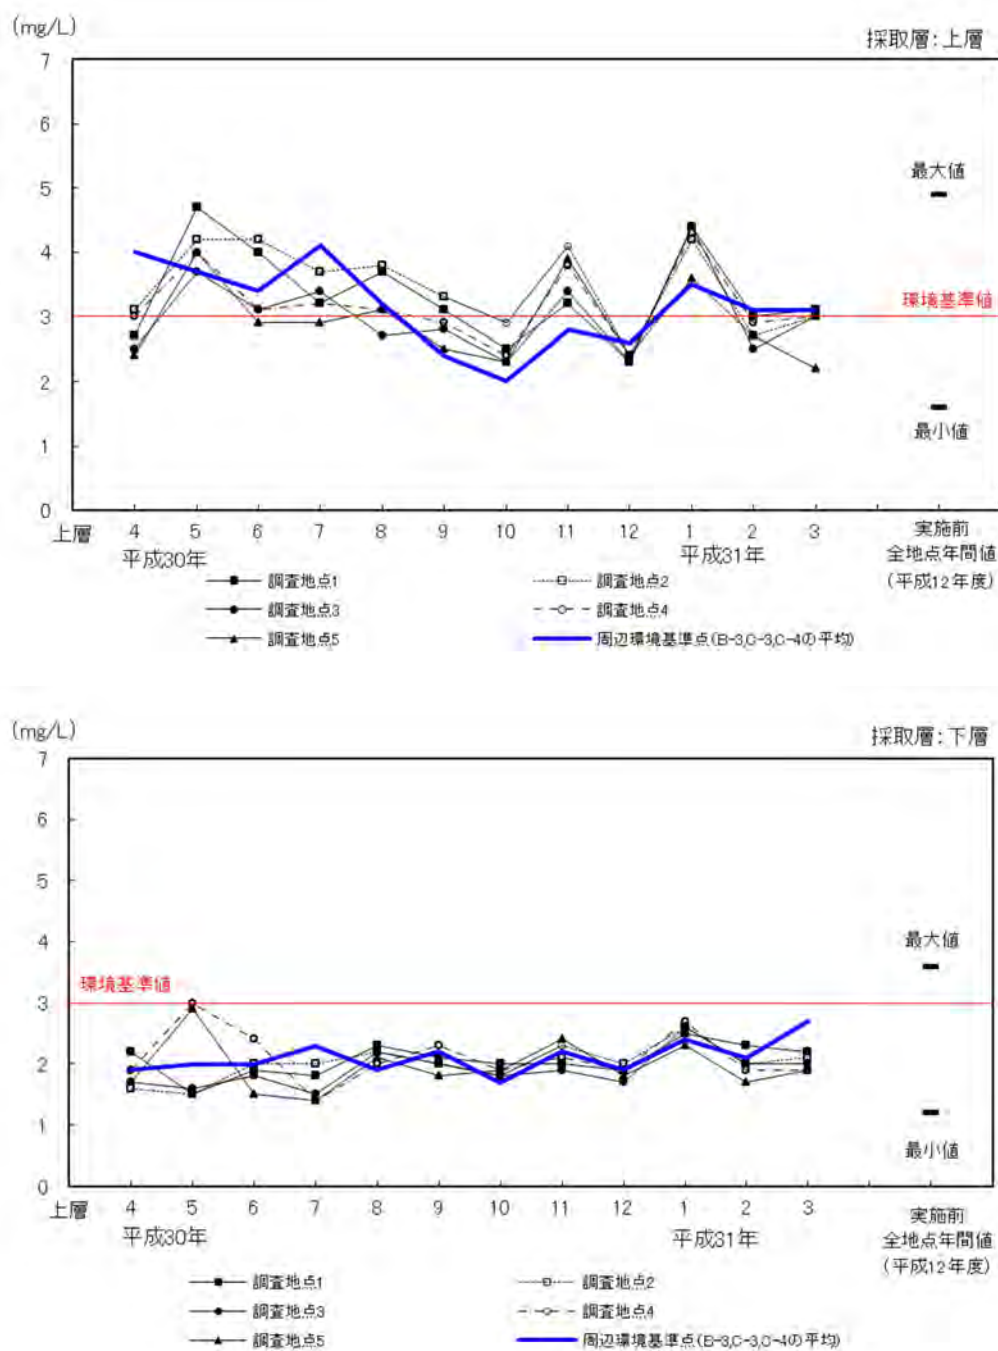 (mg/L)
採取層:上層
7
6
5
4
3
2
1
0
最大値
環境基準値
最小値
上層
4 5 6 7 8 9 10 11 12 1 2 3
平成30年 平成31年
実施前
全地点年間値
(平成12年度)
調査地点1 調査地点2
調査地点3 調査地点4
調査地点5 周辺環境基準点(B-3,C-3,C-4の平均)
(mg/L)
採取層:下層
7
6
5
4
3
2
1
0
最大値
環境基準値
最小値
上層
4 5 6 7 8 9 10 11 12 1 2 3
平成30年 平成31年
実施前
全地点年間値
(平成12年度)
調査地点1 調査地点2
調査地点3 調査地点4
調査地点5 周辺環境基準点(B-3,C-3,C-4の平均)